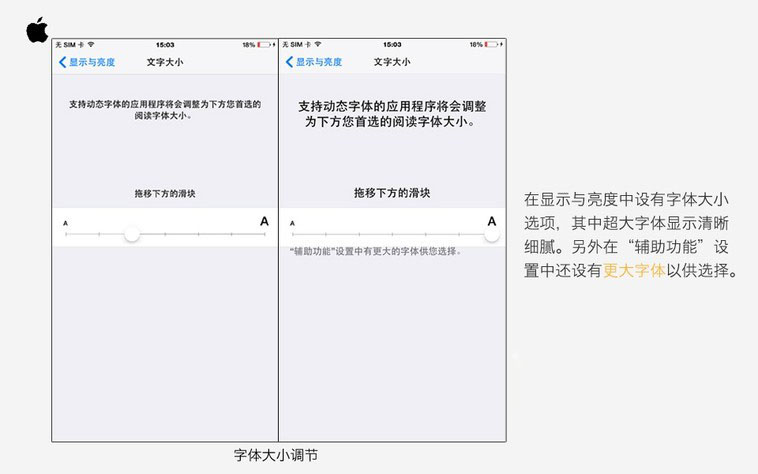 无 SIM 卡
15:03
18%
显示与亮度
文字大小
支持动态字体的应用程序将会调整为下方您首选的
阅读字体大小。
拖移下方的滑块
A
A
无 SIM 卡
15:03
18%
显示与亮度
文字大小
支持动态字体的应用程序将会调整
为下方您首选的阅读字体大小。
拖移下方的滑块
A
A
“辅助功能”设置中有更大的字体供您选择。
在显示与亮度中设有字体大小
选项，其中超大字体显示清晰
细腻。另外在“辅助功能”设
置中还设有更大字体以供选择。
字体大小调节